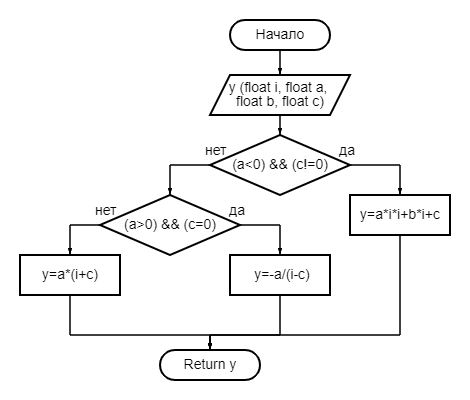 Начало
y (float i, float a,
float b, float c)
нет
(a<0) && (c!=0)
да
нет
(a>0) && (c=0)
да
y=a*i*i+b*i+c
y=a*(i+c)
y=-a/(i-c)
Return y